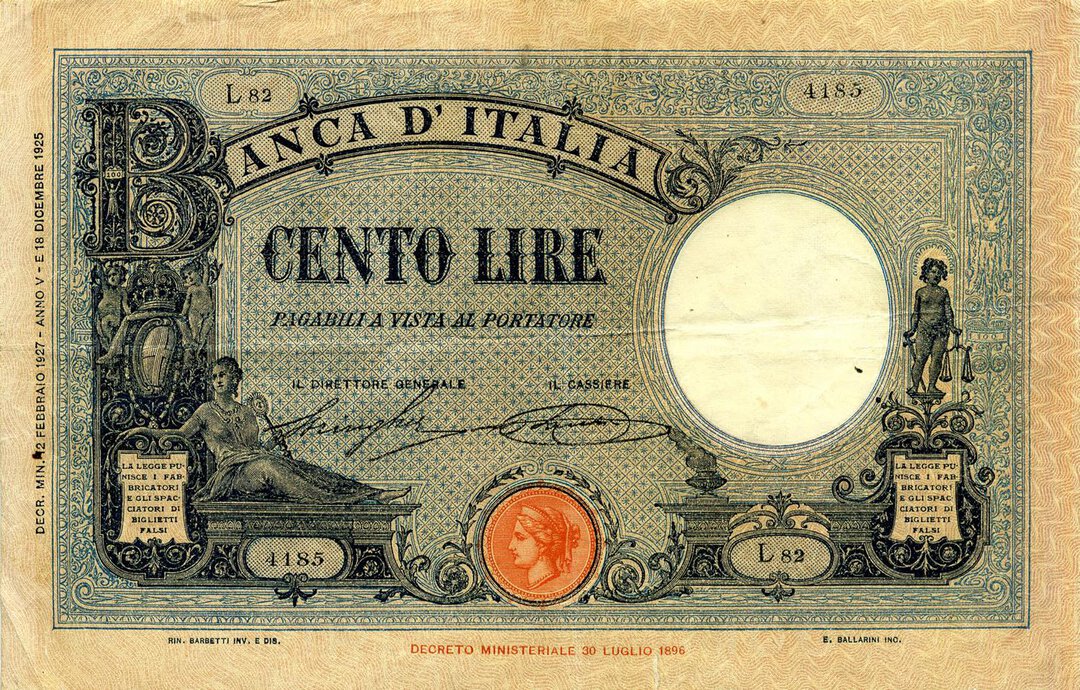 L 82
4185
BANCA D' ITALIA
100
CENTO LIRE
PAGABILI A VISTA AL PORTATORE
IL DIRETTORE GENERALE
IL CASSIERE
DECR. MIN. 12 FEBBRAIO 1927 - ANNO V - E 18 DICEMBRE 1925
LA LEGGE PU-
NISCE I FAB-
BRICATORI
E GLI SPAC-
CIATORI DI
BIGLIETTI
FALSI
LA LEGGE PU-
NISCE I FAB-
BRICATORI
E GLI SPAC-
CIATORI DI
BIGLIETTI
FALSI
4185
L 82
RIN. BARBETTI INV. E DIS.
E. BALLARINI INC.
DECRETO MINISTERIALE 30 LUGLIO 1896